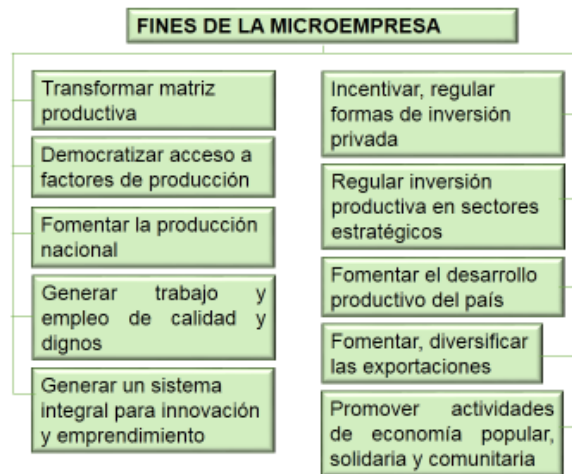 FINES DE LA MICROEMPRESA
Transformar matriz
productiva
Democratizar acceso a
factores de producción
Fomentar la producción
nacional
Generar trabajo y
empleo de calidad y
dignos
Generar un sistema
integral para innovación
y emprendimiento
Incentivar, regular
formas de inversión
privada
Regular inversión
productiva en sectores
estratégicos
Fomentar el desarrollo
productivo del país
Fomentar, diversificar
las exportaciones
Promover actividades
de economía popular,
solidaria y comunitaria